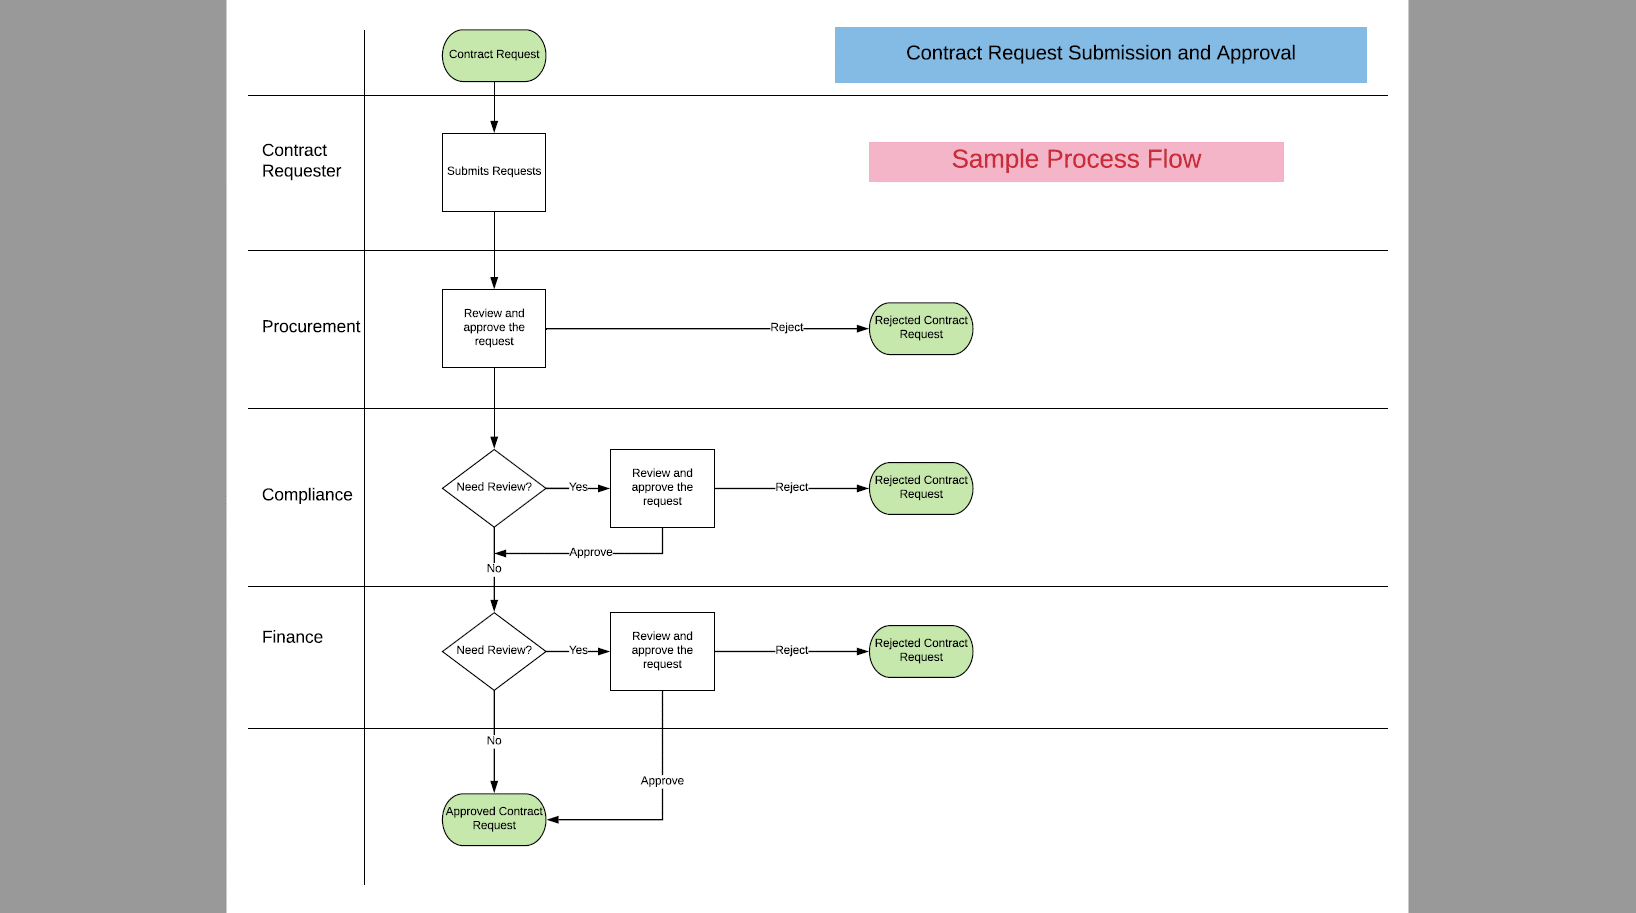 Contract Request
Contract Request Submission and Approval
Contract
Requester
Submits Requests
Sample Process Flow
Procurement
Review and
approve the
request
Reject
Rejected Contract
Request
Compliance
Need Review?
Yes
Review and
approve the
request
Reject
Rejected Contract
Request
Approve
No
Finance
Need Review?
Yes
Review and
approve the
request
Reject
Rejected Contract
Request
No
Approve
Approved Contract
Request